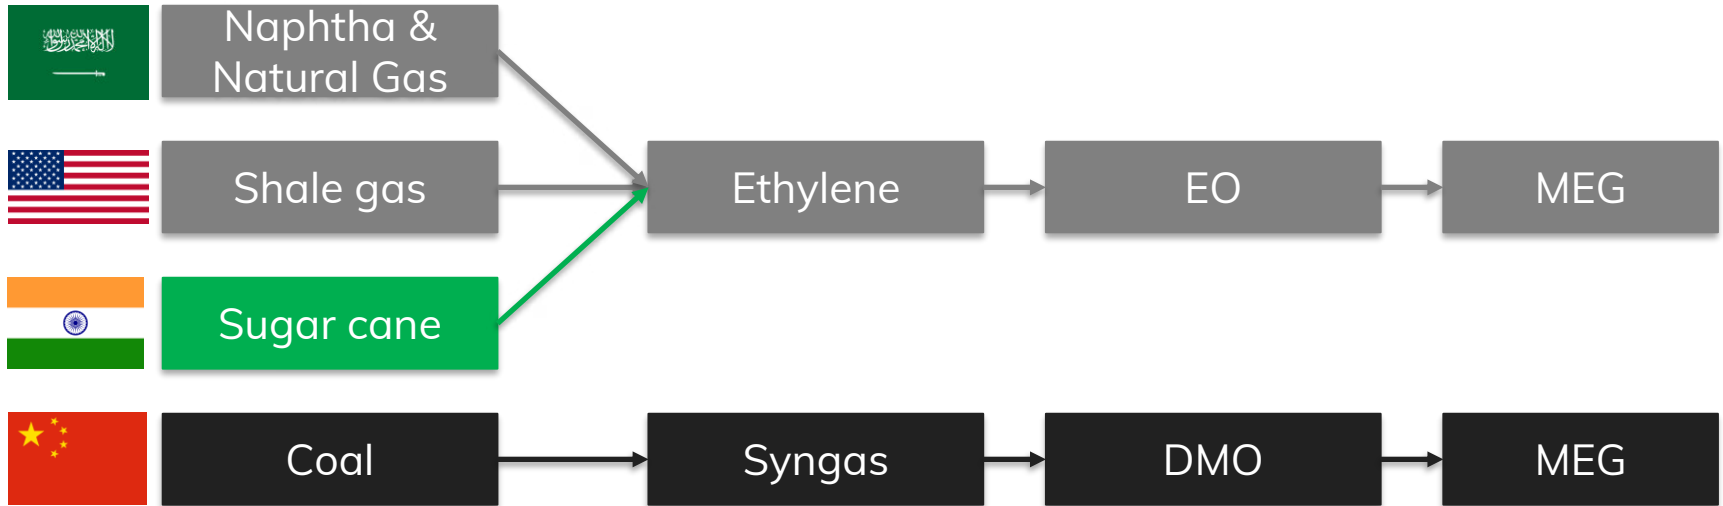 Naphtha &
Natural Gas
Shale gas
Ethylene
EO
MEG
Sugar cane
Coal
Syngas
DMO
MEG